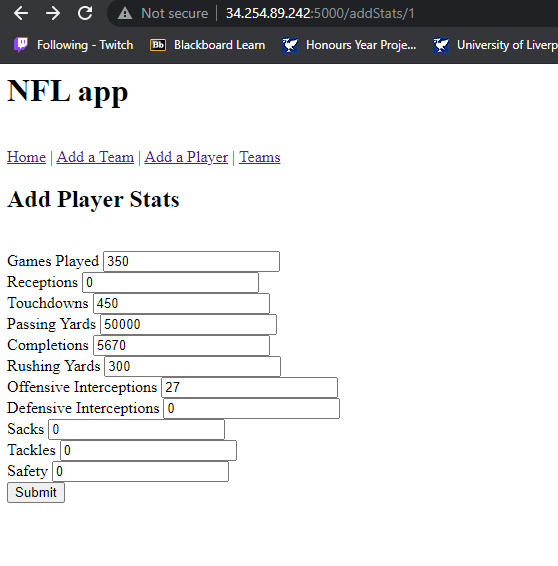 Not secure | 34.254.89.242:5000/addStats/1
Following - Twitch Bb Blackboard Learn Honours Year Proje... University of Liverp
NFL app
Home | Add a Team | Add a Player | Teams
Add Player Stats
Games Played 350
Receptions 0
Touchdowns 450
Passing Yards 50000
Completions 5670
Rushing Yards 300
Offensive Interceptions 27
Defensive Interceptions 0
Sacks 0
Tackles 0
Safety 0
Submit